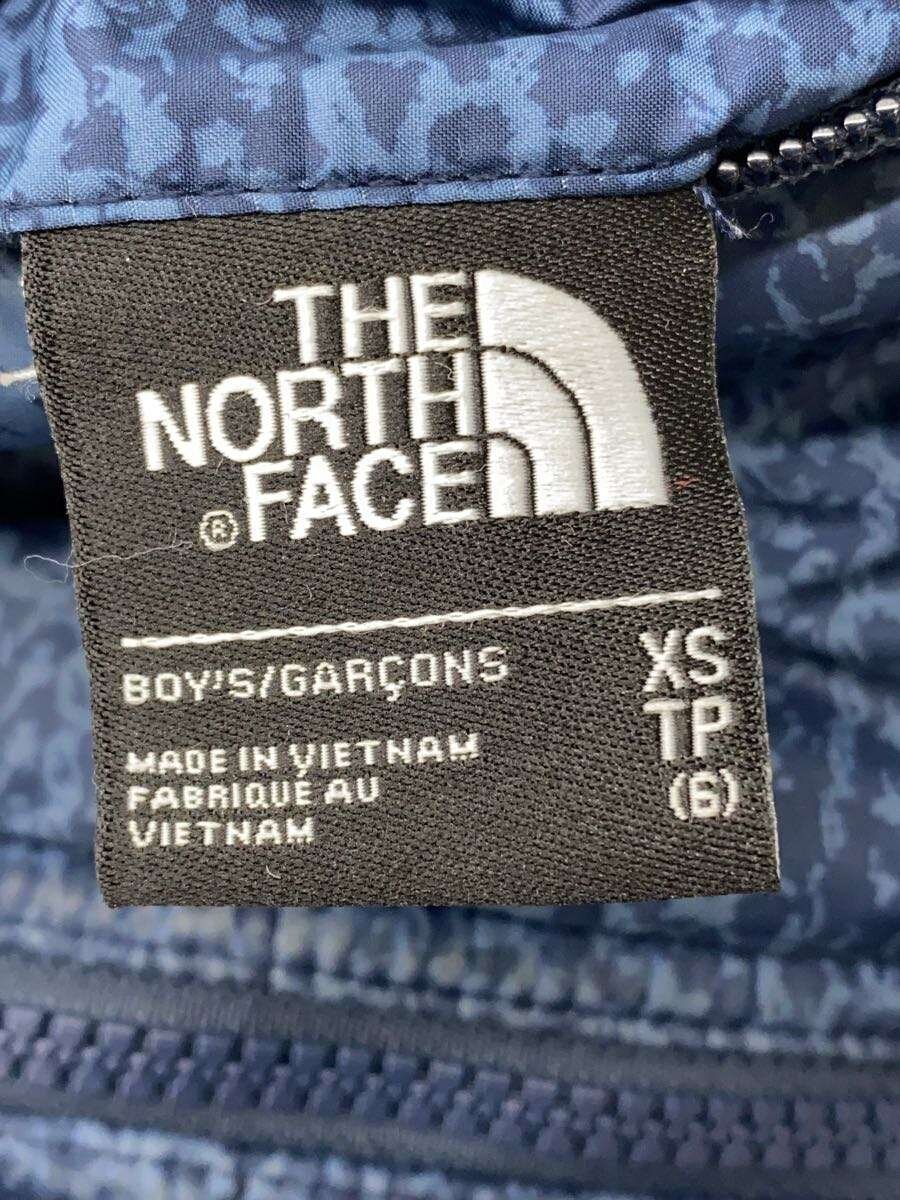 THE
NORTH
FACE
®
BOY'S/GARÇONS
XS
TP
(6)
MADE IN VIETNAM
FABRIQUE AU
VIETNAM